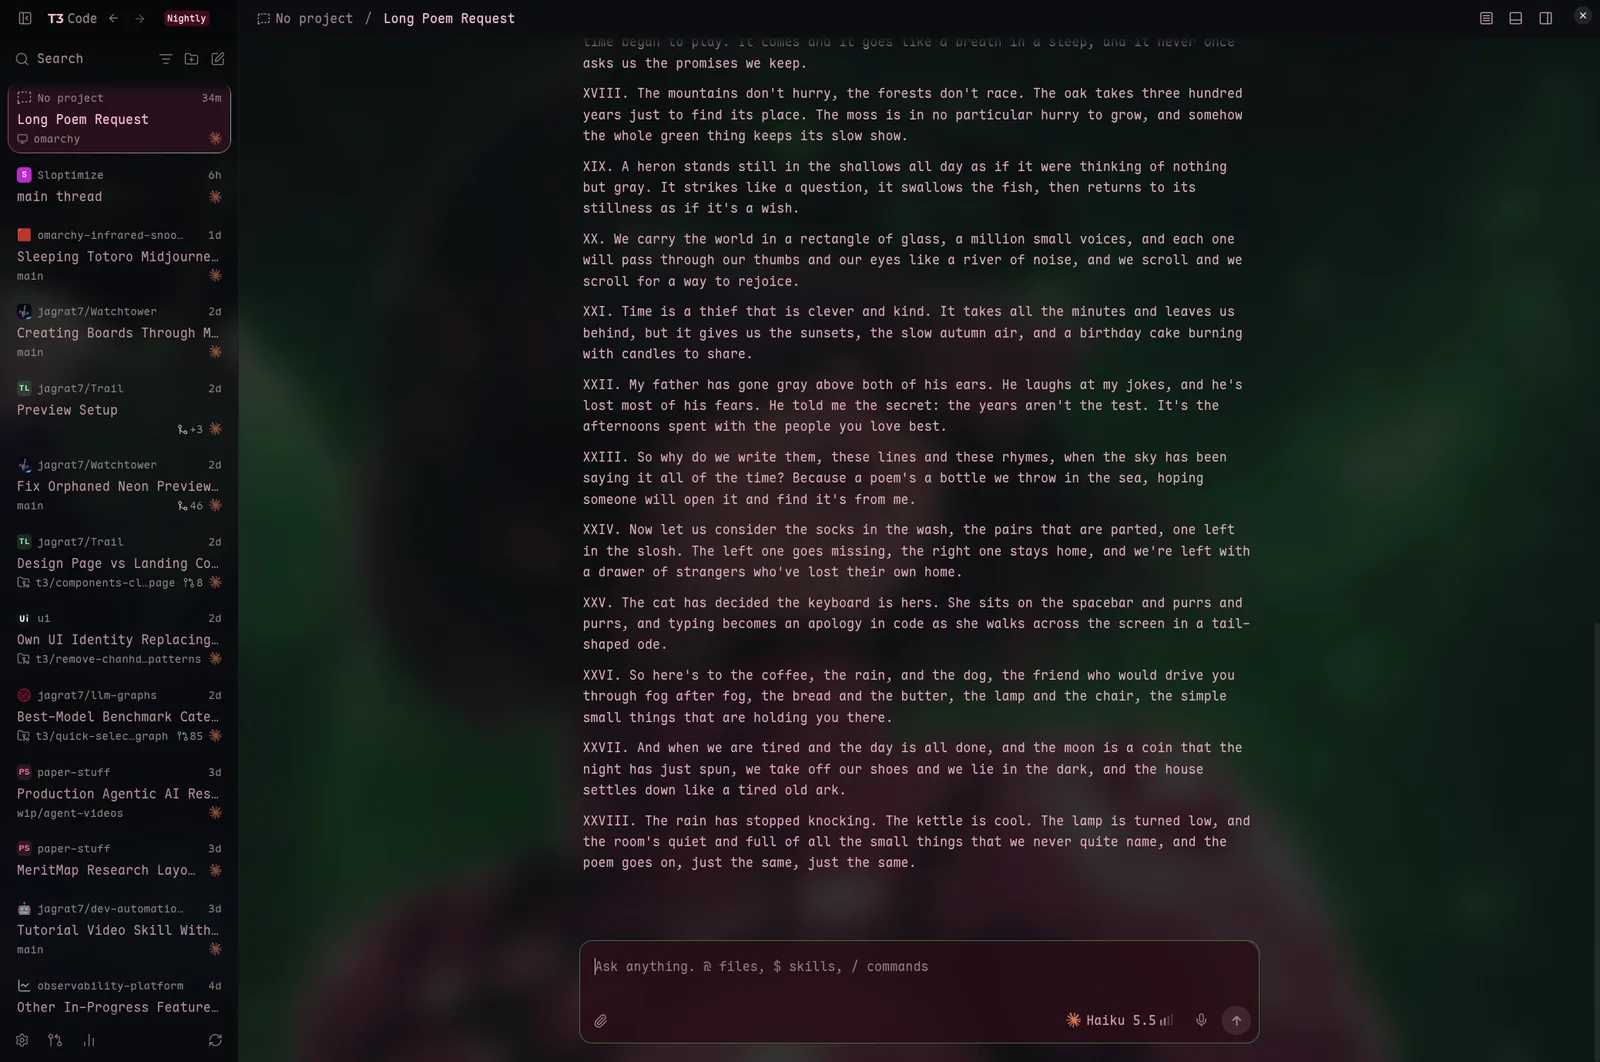 T3 Code
Nightly
Search
No project 34m
Long Poem Request
omarchy
S Sloptimize 6h
main thread
omarchy-infrared-snoo… 1d
Sleeping Totoro Midjourne…
main
jagrat7/Watchtower 2d
Creating Boards Through M…
main
TL jagrat7/Trail 2d
Preview Setup
+3
jagrat7/Watchtower 2d
Fix Orphaned Neon Preview…
main 46
TL jagrat7/Trail 2d
Design Page vs Landing Co…
t3/components-cl…page 8
Ui ui 2d
Own UI Identity Replacing…
t3/remove-chanhd…patterns
jagrat7/llm-graphs 2d
Best-Model Benchmark Cate…
t3/quick-selec…graph 85
PS paper-stuff 3d
Production Agentic AI Res…
wip/agent-videos
PS paper-stuff 3d
MeritMap Research Layo…
jagrat7/dev-automatio… 3d
Tutorial Video Skill With…
main
observability-platform 4d
Other In-Progress Feature…
No project / Long Poem Request
time began to play. It comes and it goes like a breath in a sleep, and it never once
asks us the promises we keep.
XVIII. The mountains don't hurry, the forests don't race. The oak takes three hundred
years just to find its place. The moss is in no particular hurry to grow, and somehow
the whole green thing keeps its slow show.
XIX. A heron stands still in the shallows all day as if it were thinking of nothing
but gray. It strikes like a question, it swallows the fish, then returns to its
stillness as if it's a wish.
XX. We carry the world in a rectangle of glass, a million small voices, and each one
will pass through our thumbs and our eyes like a river of noise, and we scroll and we
scroll for a way to rejoice.
XXI. Time is a thief that is clever and kind. It takes all the minutes and leaves us
behind, but it gives us the sunsets, the slow autumn air, and a birthday cake burning
with candles to share.
XXII. My father has gone gray above both of his ears. He laughs at my jokes, and he's
lost most of his fears. He told me the secret: the years aren't the test. It's the
afternoons spent with the people you love best.
XXIII. So why do we write them, these lines and these rhymes, when the sky has been
saying it all of the time? Because a poem's a bottle we throw in the sea, hoping
someone will open it and find it's from me.
XXIV. Now let us consider the socks in the wash, the pairs that are parted, one left
in the slosh. The left one goes missing, the right one stays home, and we're left with
a drawer of strangers who've lost their own home.
XXV. The cat has decided the keyboard is hers. She sits on the spacebar and purrs and
purrs, and typing becomes an apology in code as she walks across the screen in a tail-
shaped ode.
XXVI. So here's to the coffee, the rain, and the dog, the friend who would drive you
through fog after fog, the bread and the butter, the lamp and the chair, the simple
small things that are holding you there.
XXVII. And when we are tired and the day is all done, and the moon is a coin that the
night has just spun, we take off our shoes and we lie in the dark, and the house
settles down like a tired old ark.
XXVIII. The rain has stopped knocking. The kettle is cool. The lamp is turned low, and
the room's quiet and full of all the small things that we never quite name, and the
poem goes on, just the same, just the same.
Ask anything. @ files, $ skills, / commands
Haiku 5.5